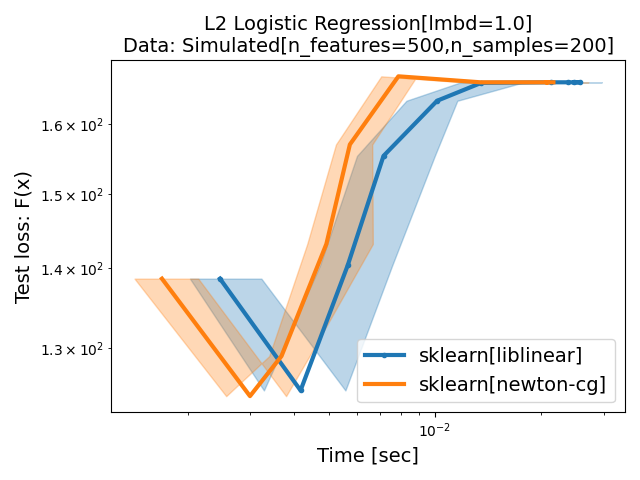 L2 Logistic Regression[lmbd=1.0]
Data: Simulated[n_features=500,n_samples=200]
Test loss: F(x)
1.6 × 10²
1.5 × 10²
1.4 × 10²
1.3 × 10²
sklearn[liblinear]
sklearn[newton-cg]
10⁻²
Time [sec]